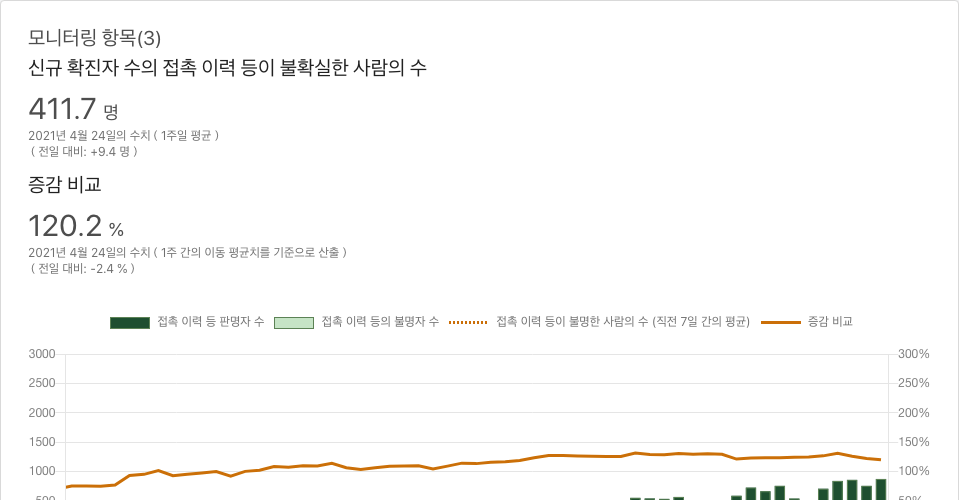 모니터링 항목(3)
신규 확진자 수의 접촉 이력 등이 불확실한 사람의 수
411.7 명
2021년 4월 24일의 수치 ( 1주일 평균 )
( 전일 대비: +9.4 명 )
증감 비교
120.2 %
2021년 4월 24일의 수치 ( 1주 간의 이동 평균치를 기준으로 산출 )
( 전일 대비: -2.4 % )
접촉 이력 등 판명자 수 접촉 이력 등의 불명자 수 접촉 이력 등이 불명한 사람의 수 (직전 7일 간의 평균) 증감 비교
3000 300%
2500 250%
2000 200%
1500 150%
1000 100%
500 50%